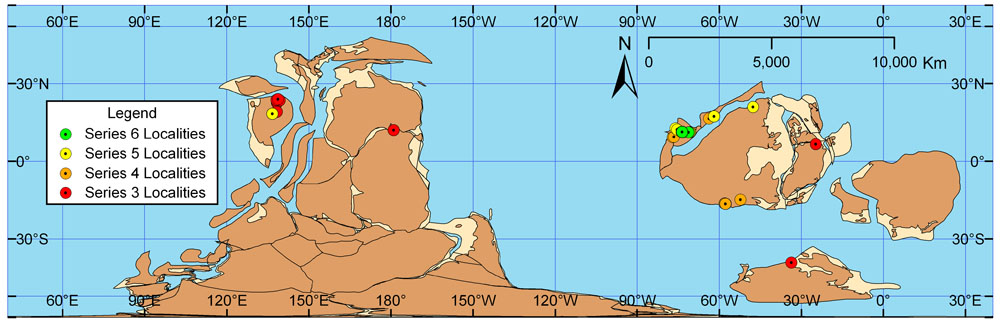 60°E 90°E 120°E 150°E 180° 150°W 120°W 90°W 60°W 30°W 0° 30°E
N
0 5,000 10,000 Km
30°N 30°N
Legend
Series 6 Localities
Series 5 Localities
Series 4 Localities
Series 3 Localities
0° 0°
30°S 30°S
60°E 90°E 120°E 150°E 180° 150°W 120°W 90°W 60°W 30°W 0° 30°E